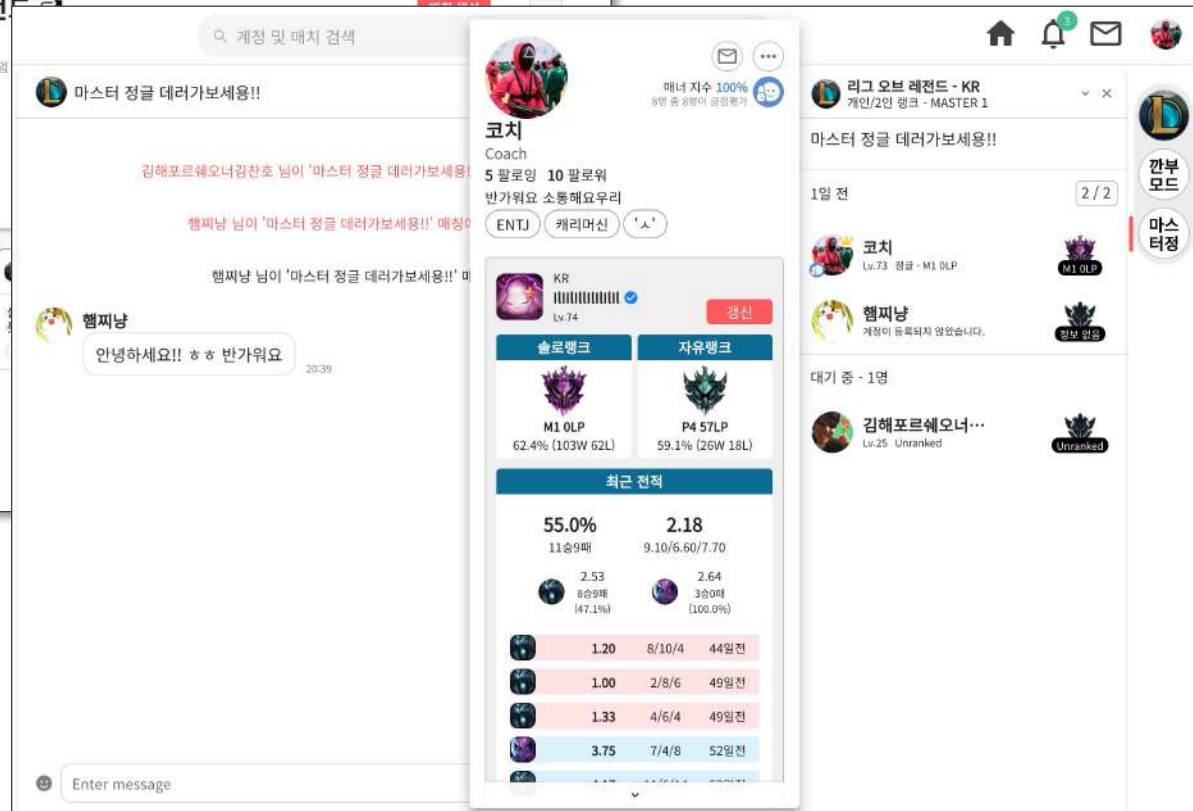 계정 및 매치 검색
3
마스터 정글 데러가보세용!!
김해포르쉐오너김찬호 님이 '마스터 정글 데러가보세용!
햄찌냥 님이 '마스터 정글 데러가보세용!!' 매칭에
햄찌냥 님이 '마스터 정글 데러가보세용!!'
햄찌냥
안녕하세요!! ㅎㅎ 반가워요
20:39
Enter message
매너 지수 100%
8명 중 8명이 긍정평가
코치
Coach
5 팔로잉 10 팔로워
반가워요 소통해요우리
ENTJ 캐리머신 'ㅅ'
KR
Lv.74
갱신
솔로랭크 자유랭크
M1 0LP P4 57LP
62.4% (103W 62L) 59.1% (26W 18L)
최근 전적
55.0% 2.18
11승9패 9.10/6.60/7.70
2.53 2.64
8승9패 3승0패
(47.1%) (100.0%)
1.20 8/10/4 44일전
1.00 2/8/6 49일전
1.33 4/6/4 49일전
3.75 7/4/8 52일전
리그 오브 레전드 - KR
개인/2인 랭크 - MASTER 1
마스터 정글 데러가보세용!!
1일 전 2 / 2
코치
Lv.73 정글 · M1 0LP
M1 0LP
햄찌냥
계정이 등록되지 않았습니다.
정보 없음
대기 중 - 1명
김해포르쉐오너···
Lv.25 Unranked
Unranked
깐부
모드
마스
터정